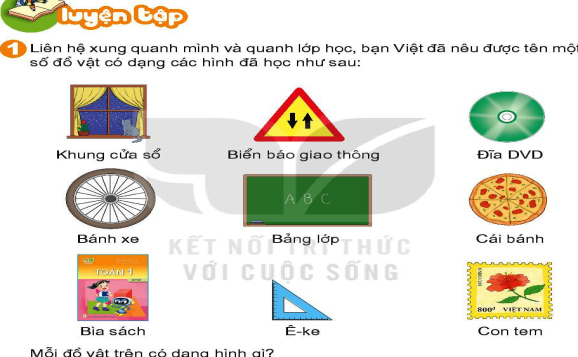 luyện tập
1 Liên hệ xung quanh mình và quanh lớp học, bạn Việt đã nêu được tên một
số đồ vật có dạng các hình đã học như sau:
Khung cửa sổ Biển báo giao thông Đĩa DVD
A B C
Bánh xe Bảng lớp Cái bánh
KẾT NỐI TRI THỨC
VỚI CUỘC SỐNG
TOÁN 1
800đ VIỆT NAM
Bìa sách Ê-ke Con tem
Mỗi đồ vật trên có dạng hình gì?